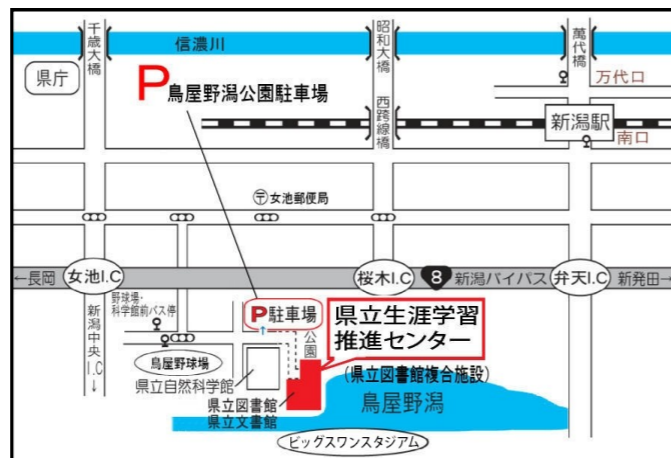 千歳大橋
信濃川
昭和大橋
萬代橋
県庁
P鳥屋野潟公園駐車場
西跨線橋
万代口
新潟駅
南口
〒女池郵便局
←長岡
女池I.C
桜木I.C
8
新潟バイパス
弁天I.C
新発田→
新潟中央I.C↓
野球場・
科学館前バス停
P駐車場
↑
公園
県立生涯学習
推進センター
鳥屋野球場
県立自然科学館
(県立図書館複合施設)
県立図書館
県立文書館
鳥屋野潟
ビッグスワンスタジアム